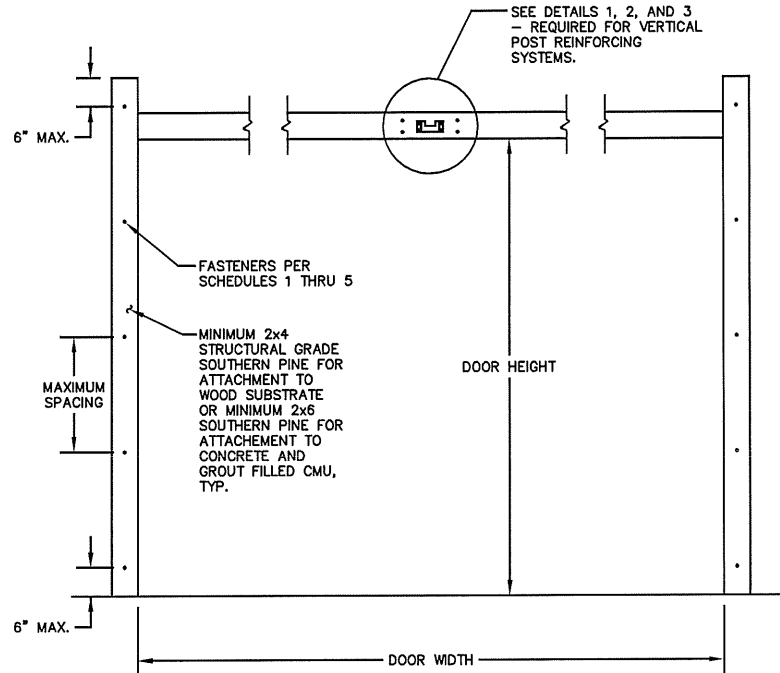 SEE DETAILS 1, 2, AND 3
– REQUIRED FOR VERTICAL
POST REINFORCING
SYSTEMS.
6" MAX.
FASTENERS PER
SCHEDULES 1 THRU 5
MINIMUM 2x4
STRUCTURAL GRADE
SOUTHERN PINE FOR
ATTACHMENT TO
WOOD SUBSTRATE
OR MINIMUM 2x6
SOUTHERN PINE FOR
ATTACHEMENT TO
CONCRETE AND
GROUT FILLED CMU,
TYP.
MAXIMUM
SPACING
DOOR HEIGHT
6" MAX.
DOOR WIDTH